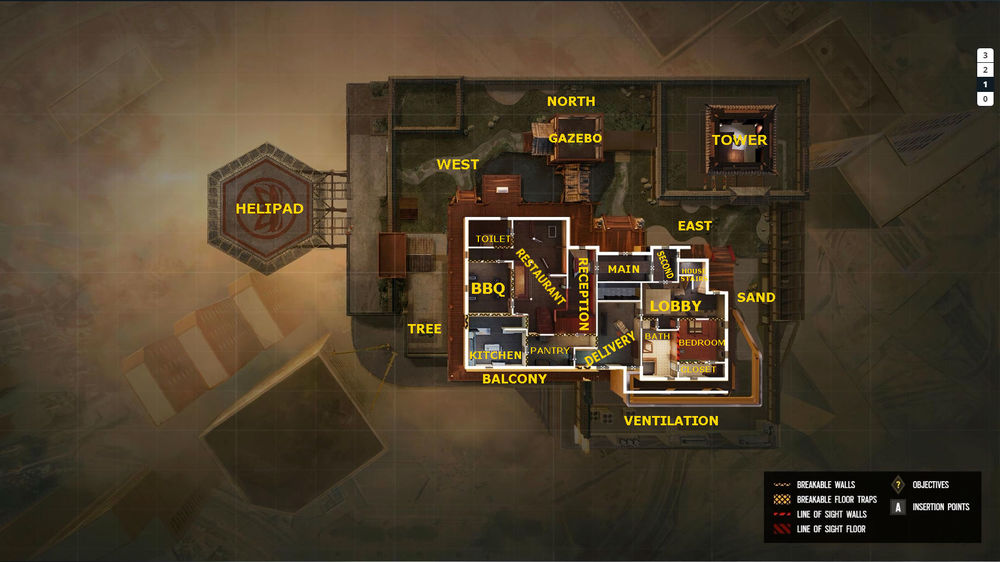 3
2
1
0
NORTH
GAZEBO
TOWER
WEST
HELIPAD
EAST
TOILET
RESTAURANT
RECEPTION
MAIN
SECOND
HOUSE
STAIRS
BBQ
LOBBY
SAND
TREE
KITCHEN
PANTRY
DELIVERY
BATH
BEDROOM
CLOSET
BALCONY
VENTILATION
BREAKABLE WALLS
BREAKABLE FLOOR TRAPS
LINE OF SIGHT WALLS
LINE OF SIGHT FLOOR
? OBJECTIVES
A INSERTION POINTS